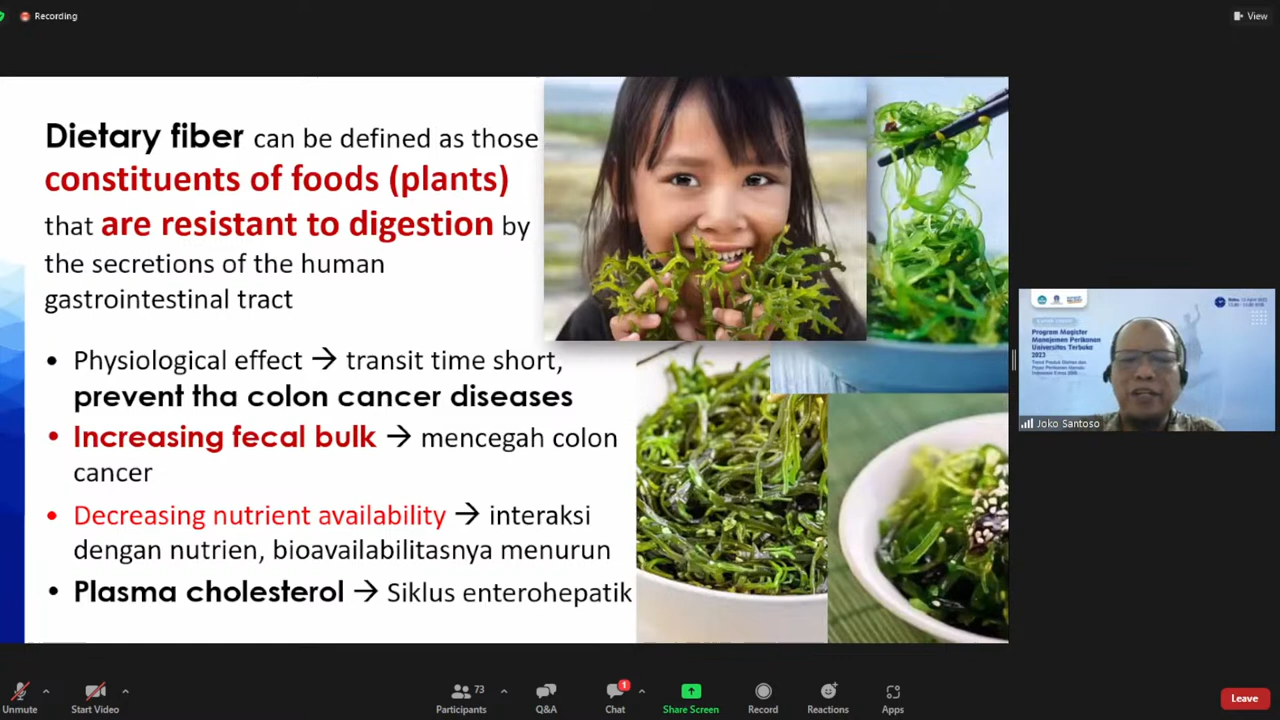 Recording
View
Dietary fiber can be defined as those
constituents of foods (plants)
that are resistant to digestion by
the secretions of the human
gastrointestinal tract
• Physiological effect → transit time short,
prevent tha colon cancer diseases
• Increasing fecal bulk → mencegah colon
cancer
• Decreasing nutrient availability → interaksi
dengan nutrien, bioavailabilitasnya menurun
• Plasma cholesterol → Siklus enterohepatik
Program Magister
Manajemen Perikanan
Universitas Terbuka
2023
Joko Santoso
Unmute
Start Video
73
Participants
Q&A
1
Chat
Share Screen
Record
Reactions
Apps
Leave